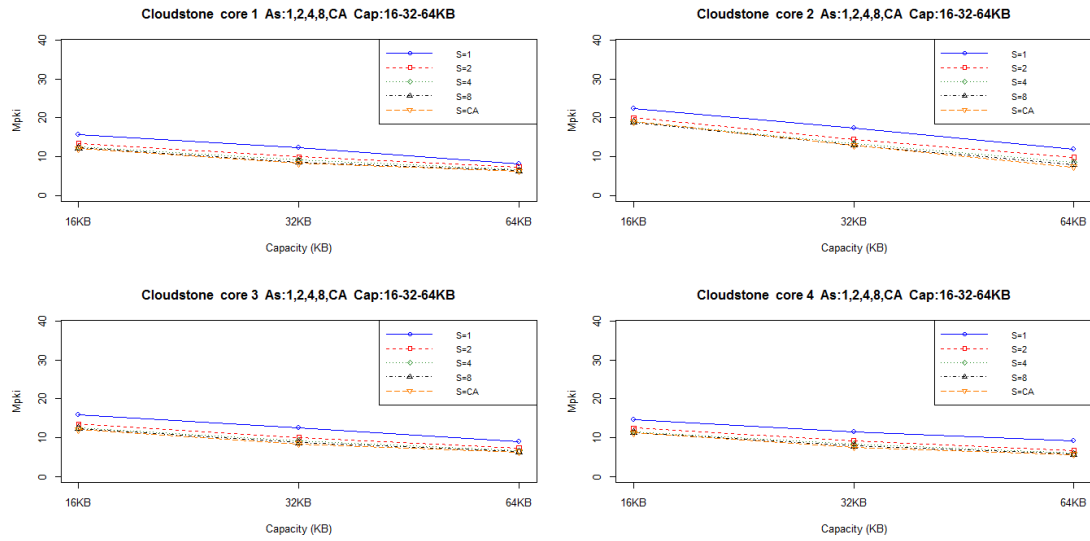 Cloudstone core 1 As:1,2,4,8,CA Cap:16-32-64KB
Mpki
40
30
20
10
0
S=1
S=2
S=4
S=8
S=CA
16KB
32KB
64KB
Capacity (KB)
Cloudstone core 2 As:1,2,4,8,CA Cap:16-32-64KB
Mpki
40
30
20
10
0
S=1
S=2
S=4
S=8
S=CA
16KB
32KB
64KB
Capacity (KB)
Cloudstone core 3 As:1,2,4,8,CA Cap:16-32-64KB
Mpki
40
30
20
10
0
S=1
S=2
S=4
S=8
S=CA
16KB
32KB
64KB
Capacity (KB)
Cloudstone core 4 As:1,2,4,8,CA Cap:16-32-64KB
Mpki
40
30
20
10
0
S=1
S=2
S=4
S=8
S=CA
16KB
32KB
64KB
Capacity (KB)